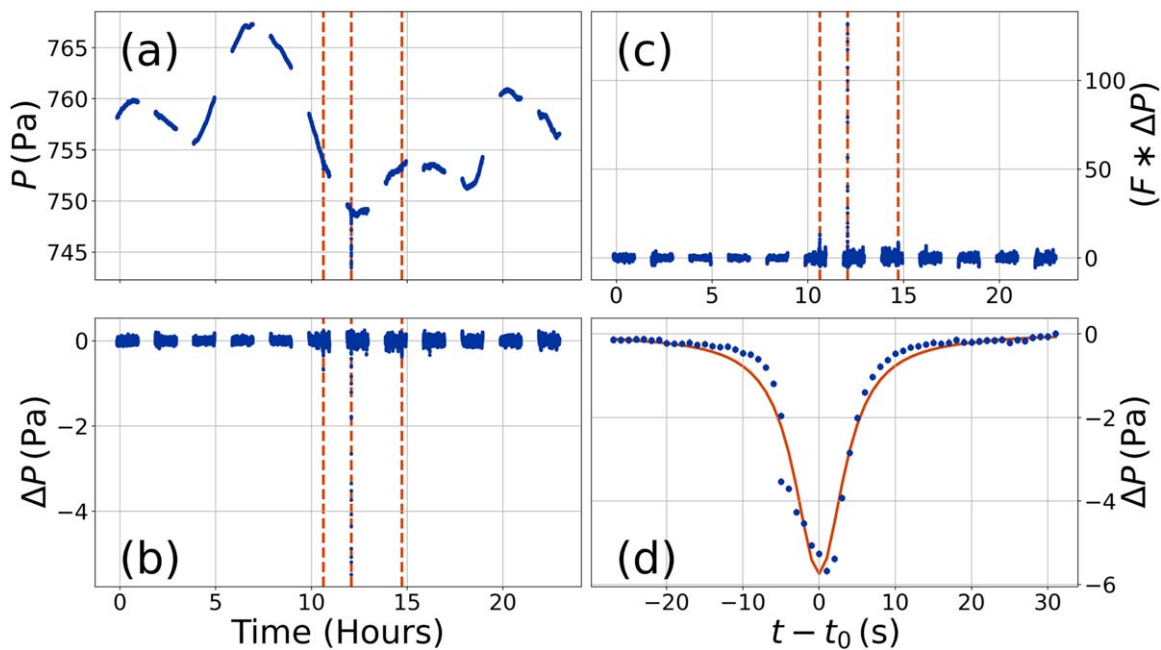 (a)
P (Pa)
765
760
755
750
745
(c)
(F ∗ ΔP)
100
50
0
0 5 10 15 20
(b)
ΔP (Pa)
0
−2
−4
0 5 10 15 20
Time (Hours)
(d)
ΔP (Pa)
0
−2
−4
−6
−20 −10 0 10 20 30
t − t₀ (s)